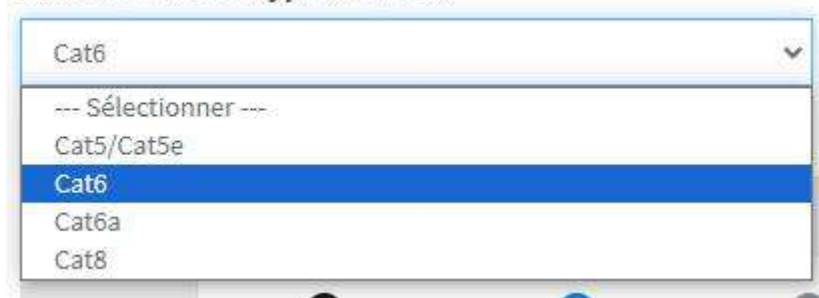 Cat6
--- Sélectionner ---
Cat5/Cat5e
Cat6
Cat6a
Cat8